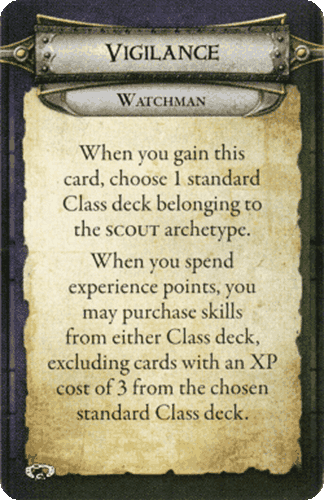 VIGILANCE
WATCHMAN
When you gain this
card, choose 1 standard
Class deck belonging to
the SCOUT archetype.
When you spend
experience points, you
may purchase skills
from either Class deck,
excluding cards with an XP
cost of 3 from the chosen
standard Class deck.